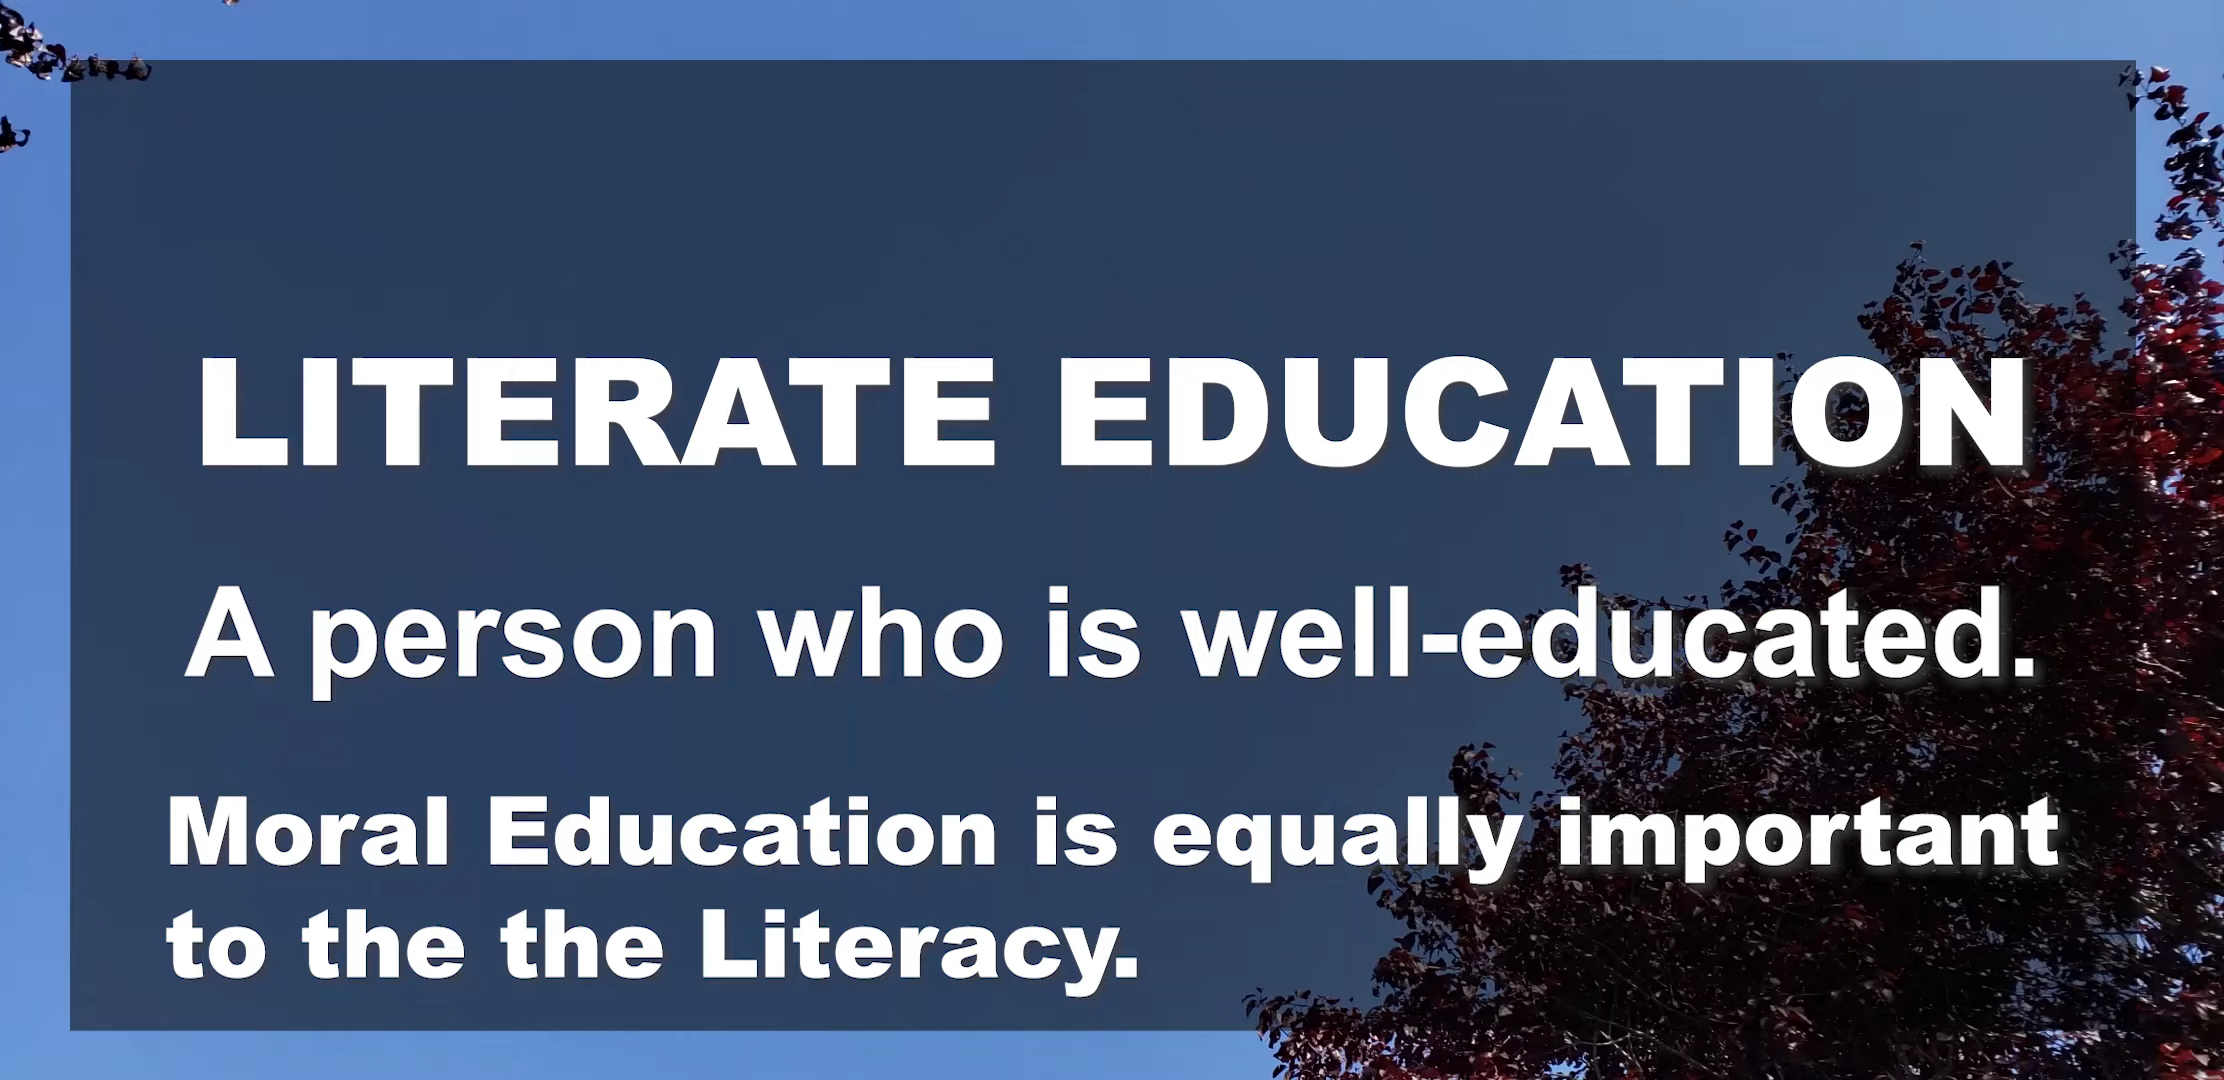 LITERATE EDUCATION
A person who is well-educated.
Moral Education is equally important
to the the Literacy.